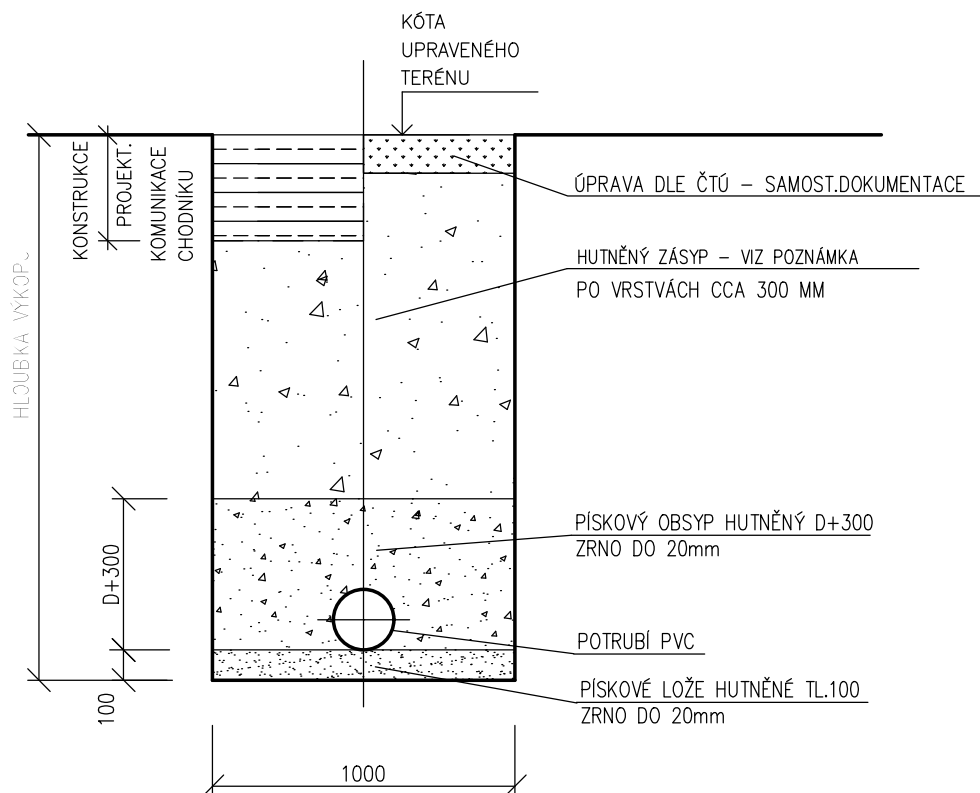 KÓTA
UPRAVENÉHO
TERÉNU
KONSTRUKCE
PROJEKT.
KOMUNIKACE
CHODNÍKU
ÚPRAVA DLE ČTÚ – SAMOST.DOKUMENTACE
HUTNĚNÝ ZÁSYP – VIZ POZNÁMKA
PO VRSTVÁCH CCA 300 MM
HLOUBKA
D+300
PÍSKOVÝ OBSYP HUTNĚNÝ D+300
ZRNO DO 20mm
POTRUBÍ PVC
PÍSKOVÉ LOŽE HUTNĚNÉ TL.100
ZRNO DO 20mm
100
1000